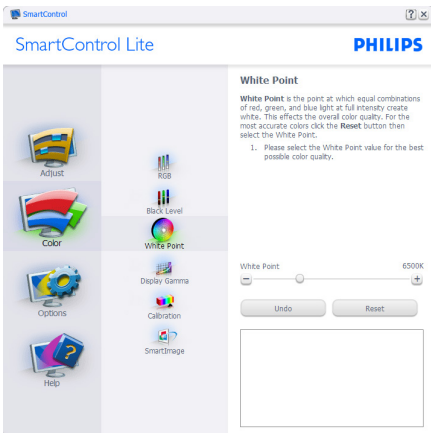 SmartControl
SmartControl Lite
PHILIPS
Adjust
Color
Options
Help
RGB
Black Level
White Point
Display Gamma
Calibration
SmartImage
White Point
White Point is the point at which equal combinations
of red, green, and blue light at full intensity create
white. This effects the overall color quality. For the
most accurate colors click the Reset button then
select the White Point.
1. Please select the White Point value for the best
possible color quality.
White Point 6500K
Undo Reset